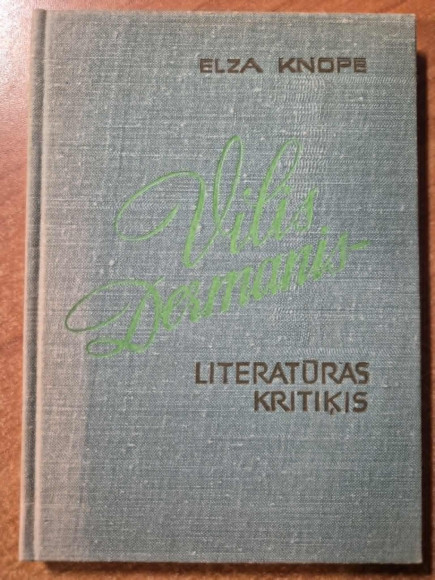 ELZA KNOPE
Vilis
Dermanis-
LITERATŪRAS
KRITIĶIS